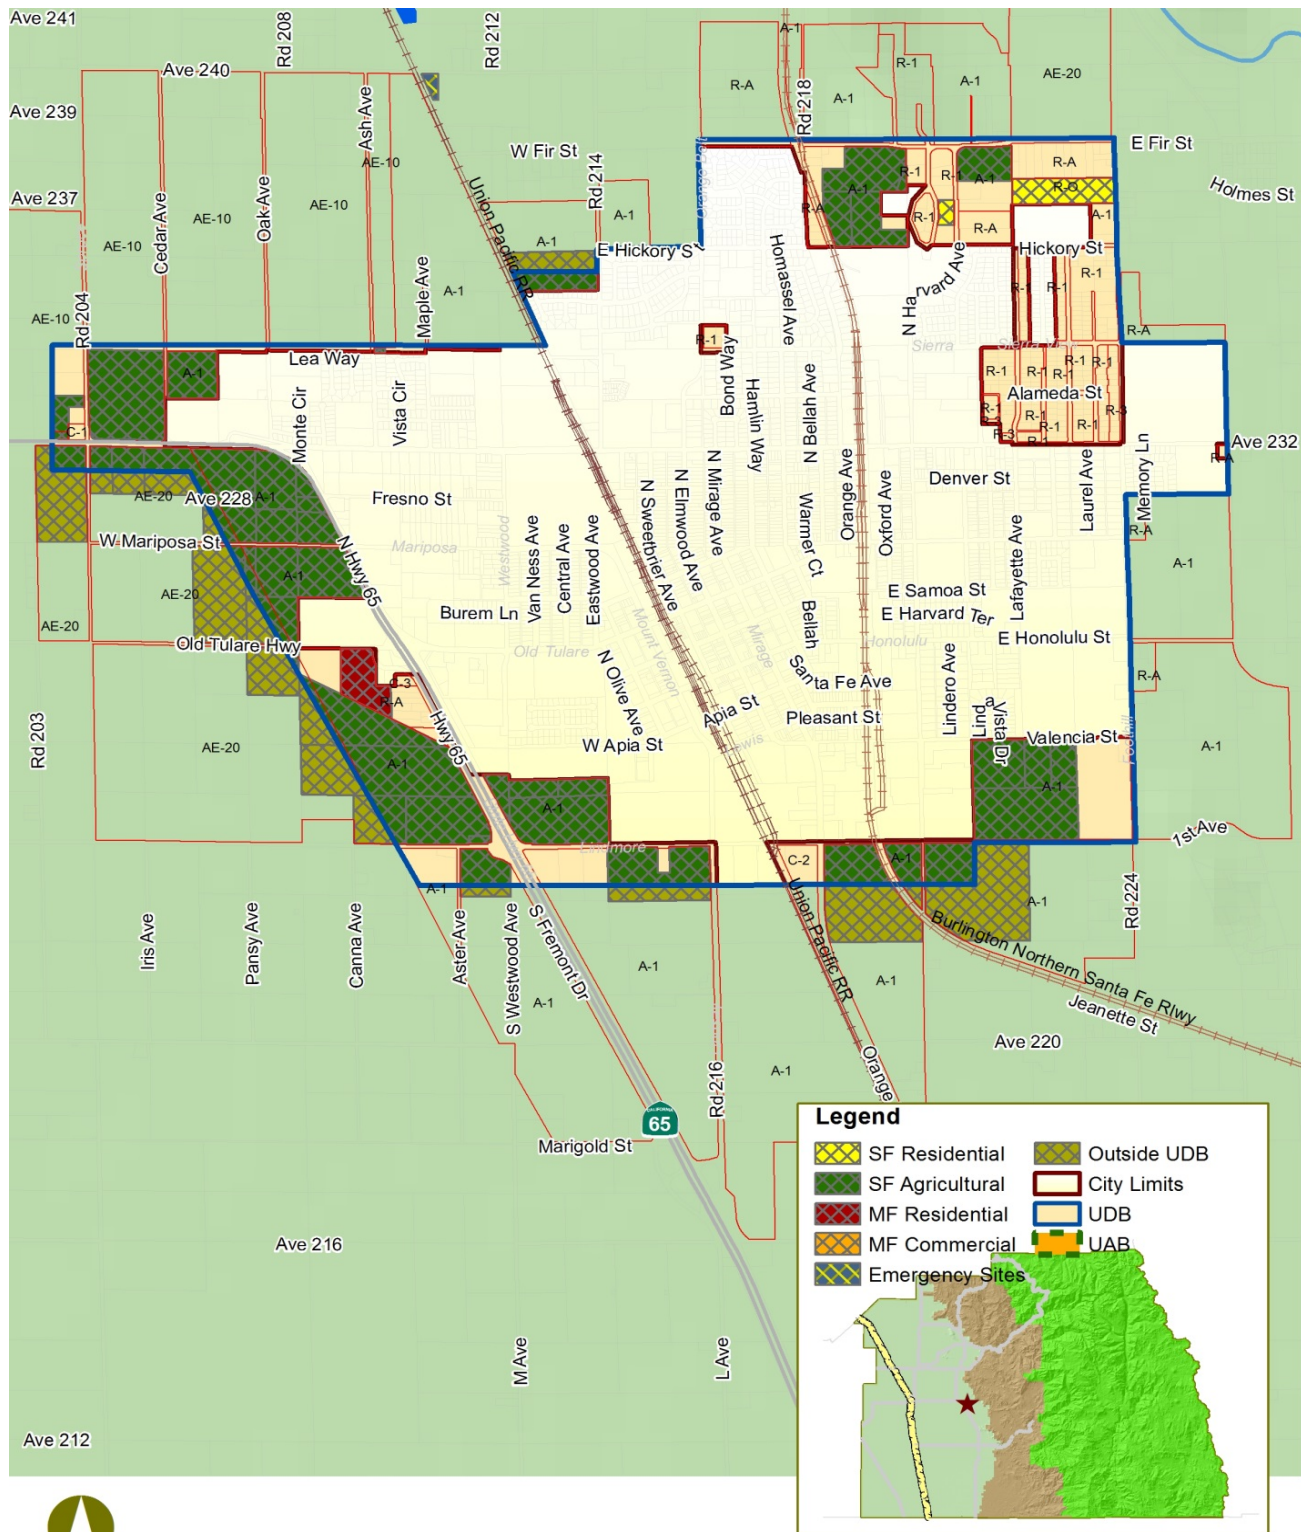 Ave 241
Rd 208
Rd 212
A-1
Ave 240
Ave 239
Ash Ave
R-A
Rd 218
A-1
R-1
A-1
AE-20
W Fir St
E Fir St
AE-10
Orange Belt
R-A
Ave 237
Cedar Ave
Oak Ave
AE-10
AE-10
Union Pacific RR
Rd 214
A-1
A-1
R-1
R-1
A-1
R-O
Holmes St
R-A
R-1
R-A
A-1
AE-10
A-1
E Hickory St
Homassel Ave
N Harvard Ave
Hickory St
R-1
Maple Ave
A-1
R-1
R-1
AE-10
Rd 204
R-A
Lea Way
R-1
Bond Way
Sierra
Sierra View
A-1
Monte Cir
Vista Cir
Hamlin Way
N Bellah Ave
R-1
R-1
R-1
R-1
R-1
Alameda St
R-1
R-1
R-3
C-1
R-3
R-1
R-1
R-1
Ave 232
R-A
N Mirage Ave
Orange Ave
Denver St
Laurel Ave
Memory Ln
AE-20
Ave 228
A-1
Fresno St
N Sweetbrier Ave
N Elmwood Ave
Warner Ct
Oxford Ave
Lafayette Ave
R-A
W Mariposa St
Mariposa
Westwood
Van Ness Ave
Central Ave
Eastwood Ave
N Hwy 65
A-1
A-1
AE-20
E Samoa St
AE-20
Burem Ln
Bellah
E Harvard Ter
Old Tulare Hwy
Old Tulare
Mount Vernon
Mirage
Honolulu
E Honolulu St
C-3
R-A
N Olive Ave
Santa Fe Ave
Lindero Ave
R-A
Rd 203
AE-20
Hwy 65
Apia St
Pleasant St
Linda Vista Dr
Valencia St
Foothill
W Apia St
Lewis
A-1
A-1
A-1
A-1
A-1
1st Ave
Lindmore
C-2
A-1
A-1
Union Pacific RR
A-1
Rd 224
Iris Ave
Pansy Ave
Canna Ave
Aster Ave
S Westwood Ave
S Fremont Dr
Burlington Northern Santa Fe Rlwy
A-1
A-1
Jeanette St
A-1
Ave 220
Orange
Rd 216
A-1
CALIFORNIA
65
Marigold St
Legend
SF Residential
Outside UDB
SF Agricultural
City Limits
MF Residential
UDB
MF Commercial
UAB
Emergency Sites
Ave 216
M Ave
L Ave
Ave 212